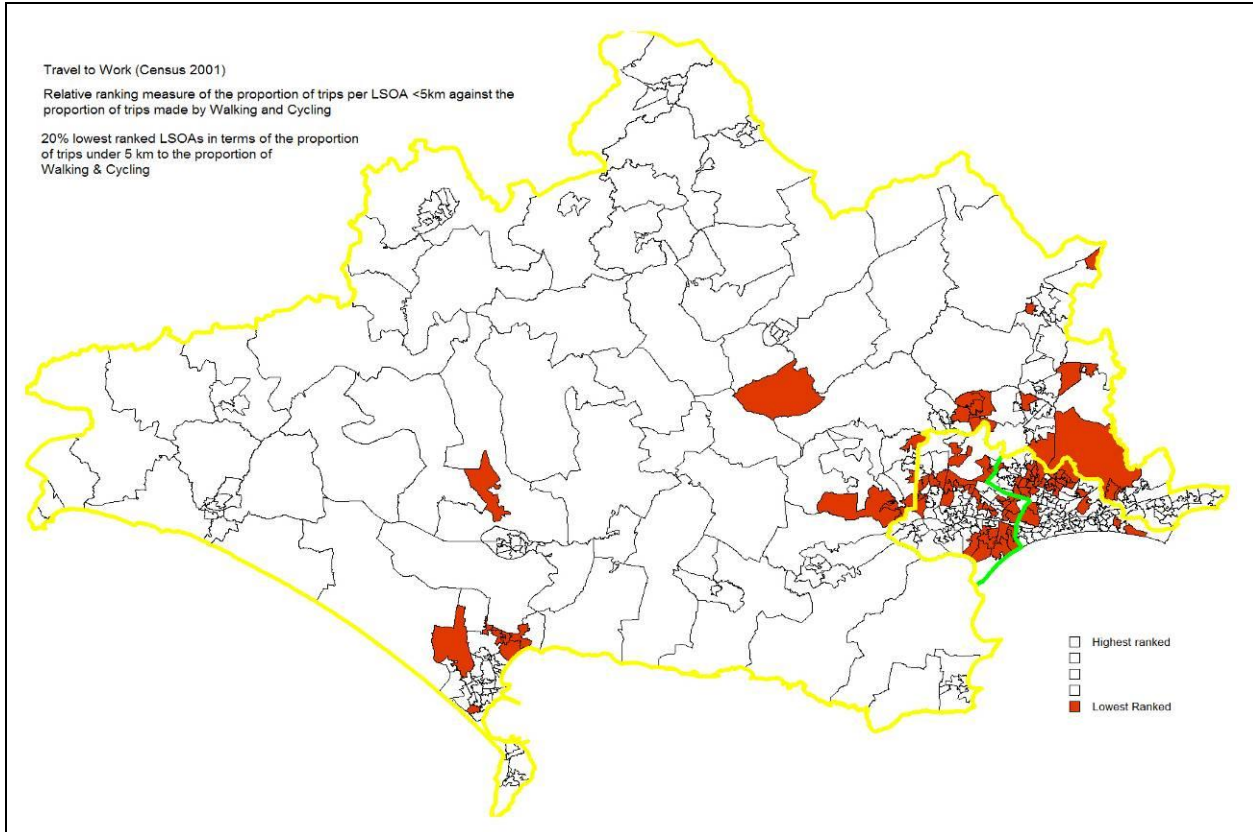 Travel to Work (Census 2001)
Relative ranking measure of the proportion of trips per LSOA <5km against the
proportion of trips made by Walking and Cycling
20% lowest ranked LSOAs in terms of the proportion
of trips under 5 km to the proportion of
Walking & Cycling
Highest ranked
Lowest Ranked